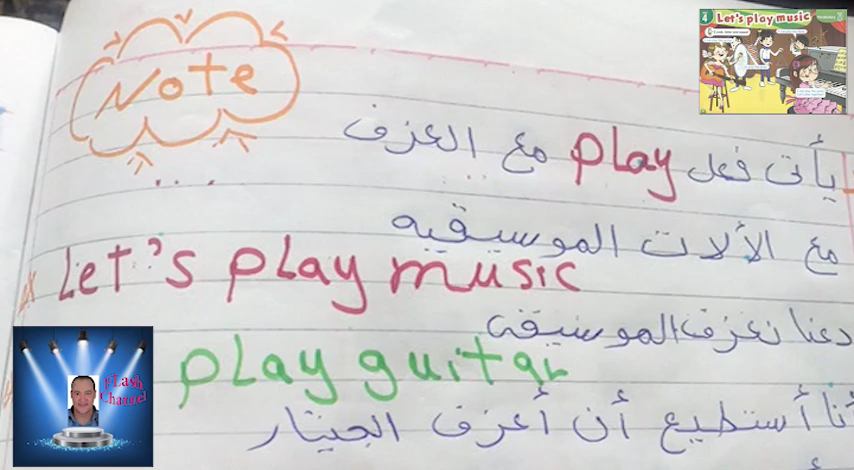 Note
يأتى فعل play مع العزف
مع الألات الموسيقيه
Let's play music
دعنا نعزف الموسيقى
play guitar
أنا أستطيع أن أعزف الجيتار
Let's play music
FLash
Channel